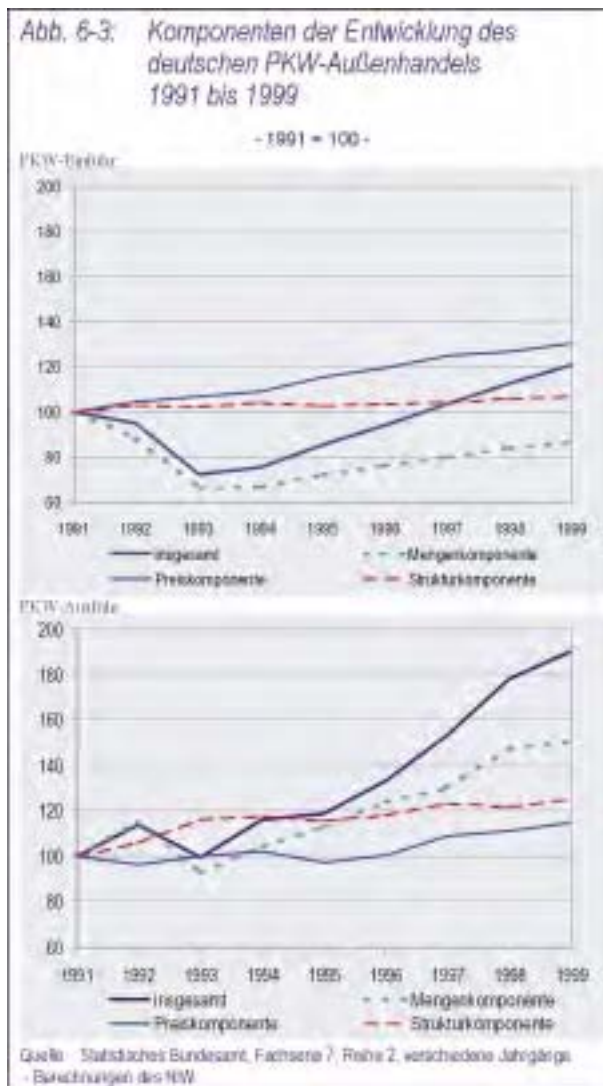 Abb. 6-3: Komponenten der Entwicklung des
deutschen PKW-Außenhandels
1991 bis 1999
- 1991 = 100 -
PKW-Einfuhr
200
180
160
140
120
100
80
60
1991 1992 1993 1994 1995 1996 1997 1998 1999
insgesamt Mengenkomponente
Preiskomponente Strukturkomponente
PKW-Ausfuhr
200
180
160
140
120
100
80
60
1991 1992 1993 1994 1995 1996 1997 1998 1999
insgesamt Mengenkomponente
Preiskomponente Strukturkomponente
Quelle: Statistisches Bundesamt, Fachserie 7, Reihe 2, verschiedene Jahrgänge.
- Berechnungen des NIW.